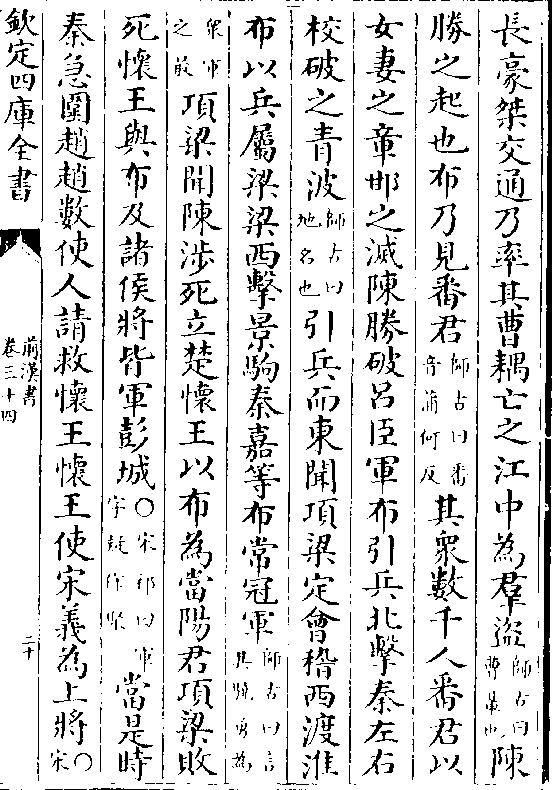 長豪桀交通乃率其曹耦亡之江中為羣盜師古曰曹軰也陳
勝之起也布乃見番君師古曰番音蒲何反其衆數千人番君以
女妻之章邯之滅陳勝破呂臣軍布引兵北擊秦左右
校破之青波師古曰地名也引兵而東聞項梁定會稽西渡淮
布以兵屬梁梁西擊景駒秦嘉等布常冠軍師古曰言其驍勇為
衆軍之最項梁聞陳涉死立楚懷王以布為當陽君項梁敗
死懷王與布及諸侯將皆軍彭城○宋祁曰軍字疑作聚當是時
秦急圍趙趙數使人請救懷王懷王使宋義為上將○宋
欽定四庫全書
前漢書
卷三十四
二十